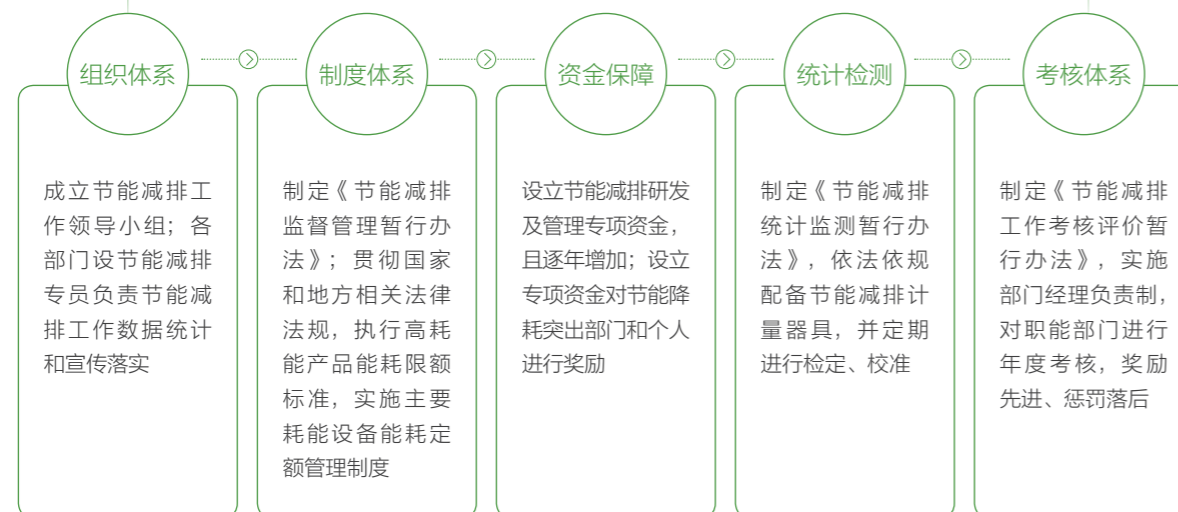 组织体系
成立节能减排工
作领导小组；各
部门设节能减排
专员负责节能减
排工作数据统计
和宣传落实
制度体系
制定《节能减排
监督管理暂行办
法》；贯彻国家
和地方相关法律
法规，执行高耗
能产品能耗限额
标准，实施主要
耗能设备能耗定
额管理制度
资金保障
设立节能减排研发
及管理专项资金，
且逐年增加；设立
专项资金对节能降
耗突出部门和个人
进行奖励
统计检测
制定《节能减排
统计监测暂行办
法》，依法依规
配备节能减排计
量器具，并定期
进行检定、校准
考核体系
制定《节能减排
工作考核评价暂
行办法》，实施
部门经理负责制，
对职能部门进行
年度考核，奖励
先进、惩罚落后